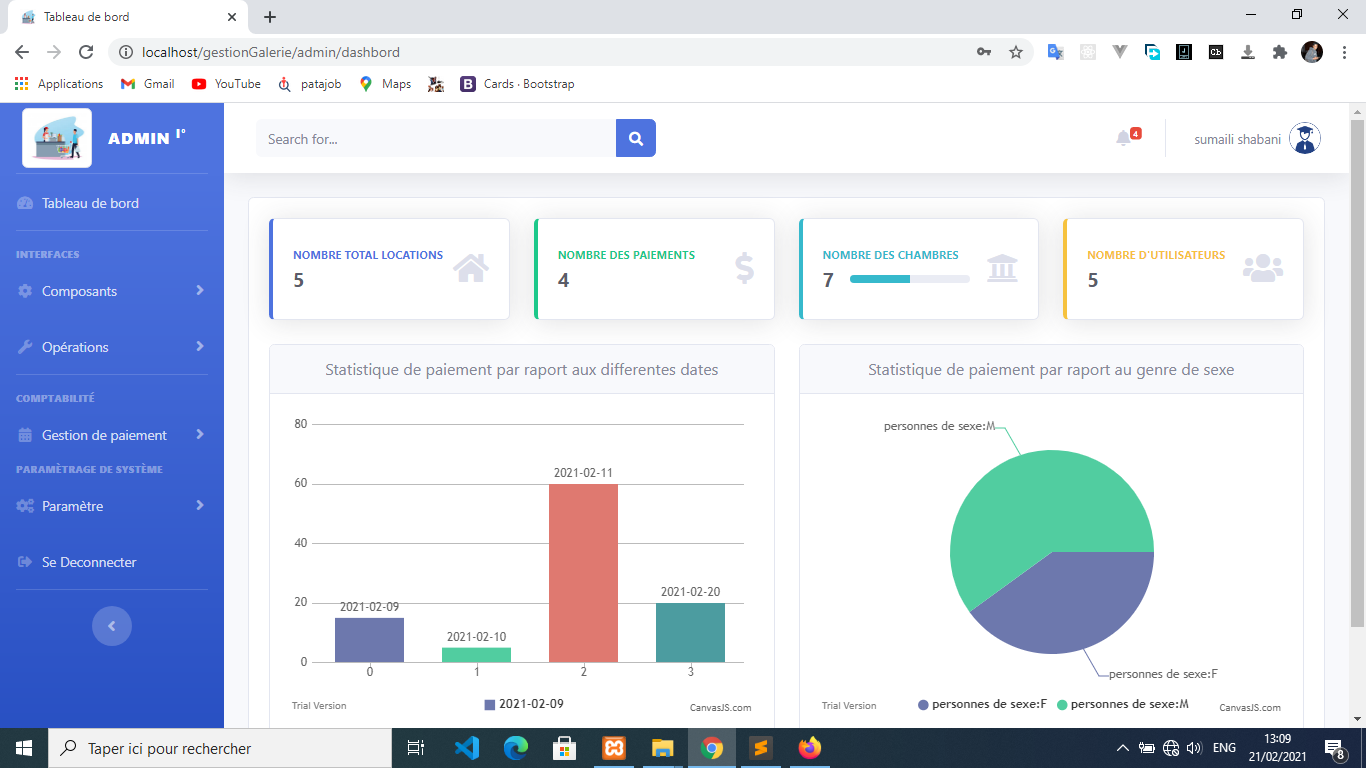 Tableau de bord
localhost/gestionGalerie/admin/dashbord
Applications
Gmail
YouTube
patajob
Maps
B
Cards · Bootstrap
Cb
ADMIN 1°
Search for...
4
sumaili shabani
Tableau de bord
INTERFACES
Composants
Opérations
COMPTABILITÉ
Gestion de paiement
PARAMÈTRAGE DE SYSTÈME
Paramètre
Se Deconnecter
NOMBRE TOTAL LOCATIONS
5
NOMBRE DES PAIEMENTS
4
NOMBRE DES CHAMBRES
7
NOMBRE D'UTILISATEURS
5
Statistique de paiement par raport aux differentes dates
80
60
40
20
0
2021-02-09
2021-02-10
2021-02-11
2021-02-20
0
1
2
3
Trial Version
2021-02-09
CanvasJS.com
Statistique de paiement par raport au genre de sexe
personnes de sexe:M
personnes de sexe:F
Trial Version
personnes de sexe:F
personnes de sexe:M
CanvasJS.com
Taper ici pour rechercher
ENG
13:09
21/02/2021
8